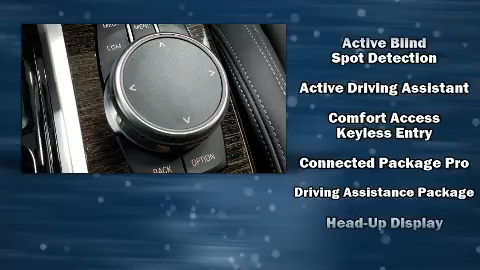 MENU
COM
BACK
OPTION
Active Blind
Spot Detection
Active Driving Assistant
Comfort Access
Keyless Entry
Connected Package Pro
Driving Assistance Package
Head-Up Display